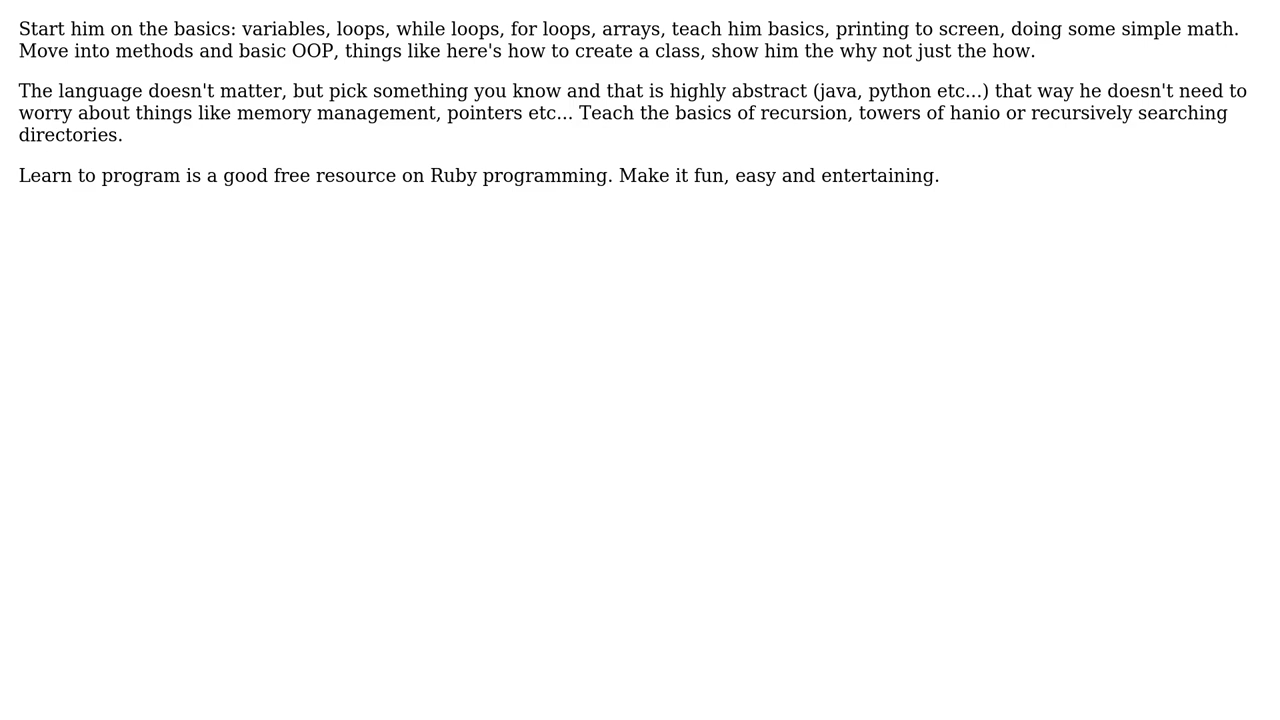 Start him on the basics: variables, loops, while loops, for loops, arrays, teach him basics, printing to screen, doing some simple math.
Move into methods and basic OOP, things like here's how to create a class, show him the why not just the how.
The language doesn't matter, but pick something you know and that is highly abstract (java, python etc...) that way he doesn't need to
worry about things like memory management, pointers etc... Teach the basics of recursion, towers of hanio or recursively searching
directories.
Learn to program is a good free resource on Ruby programming. Make it fun, easy and entertaining.